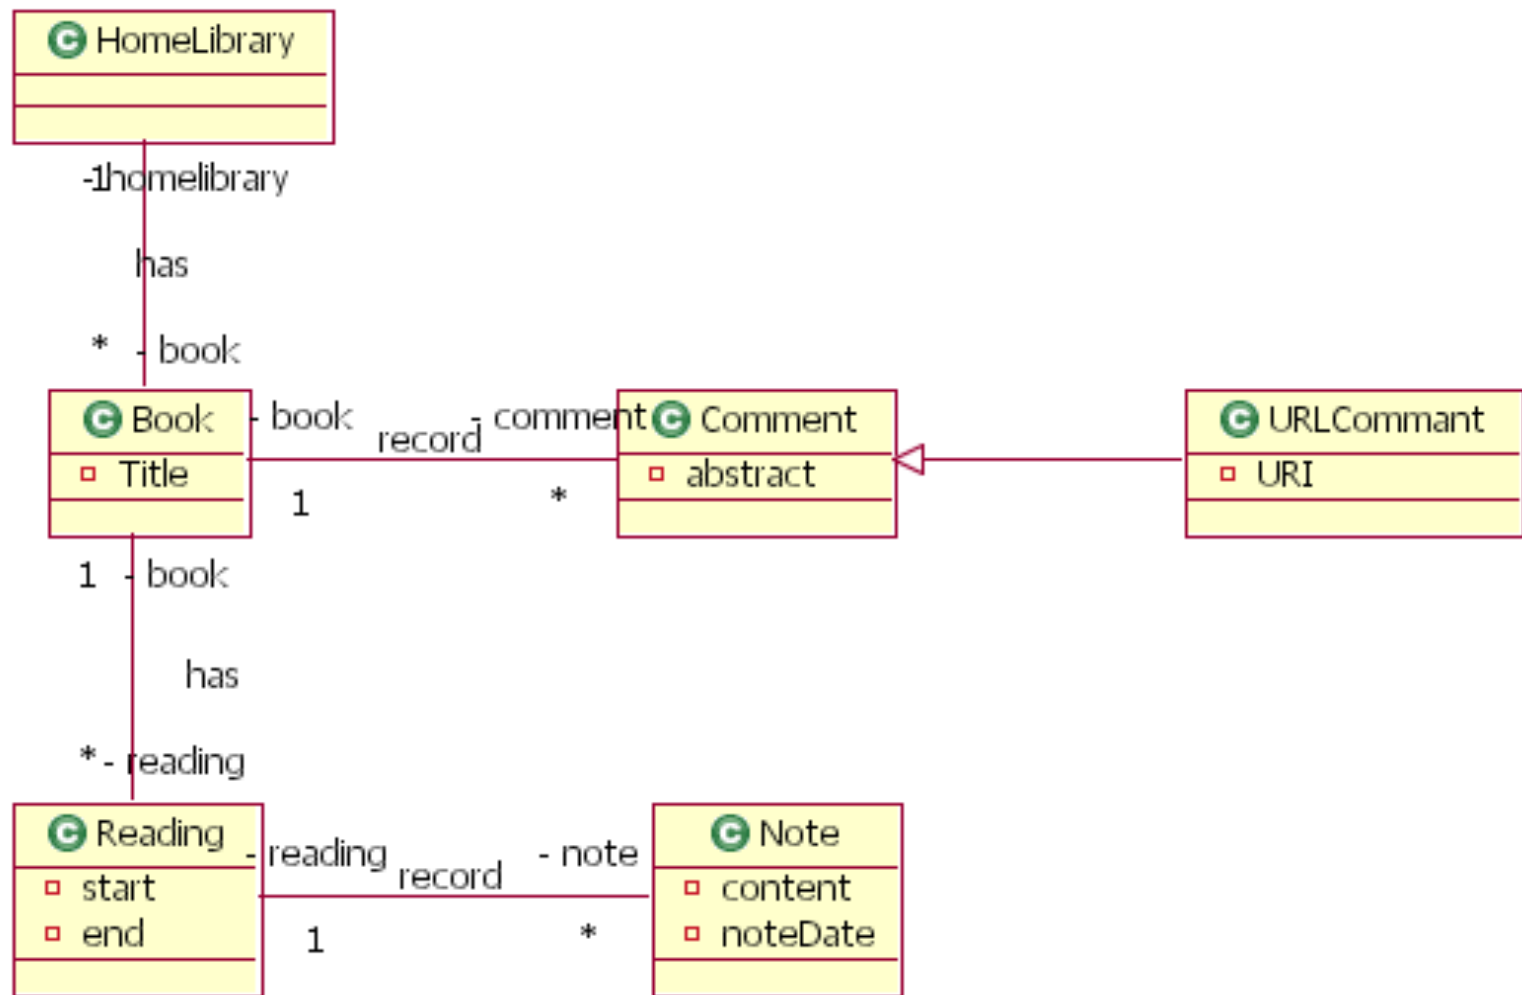 C HomeLibrary
-1homelibrary
has
* - book
C Book
- book
record
- comment
C Comment
C URLCommant
Title
abstract
URI
1
*
1 - book
has
* - reading
C Reading
- reading
record
- note
C Note
start
content
end
noteDate
1
*